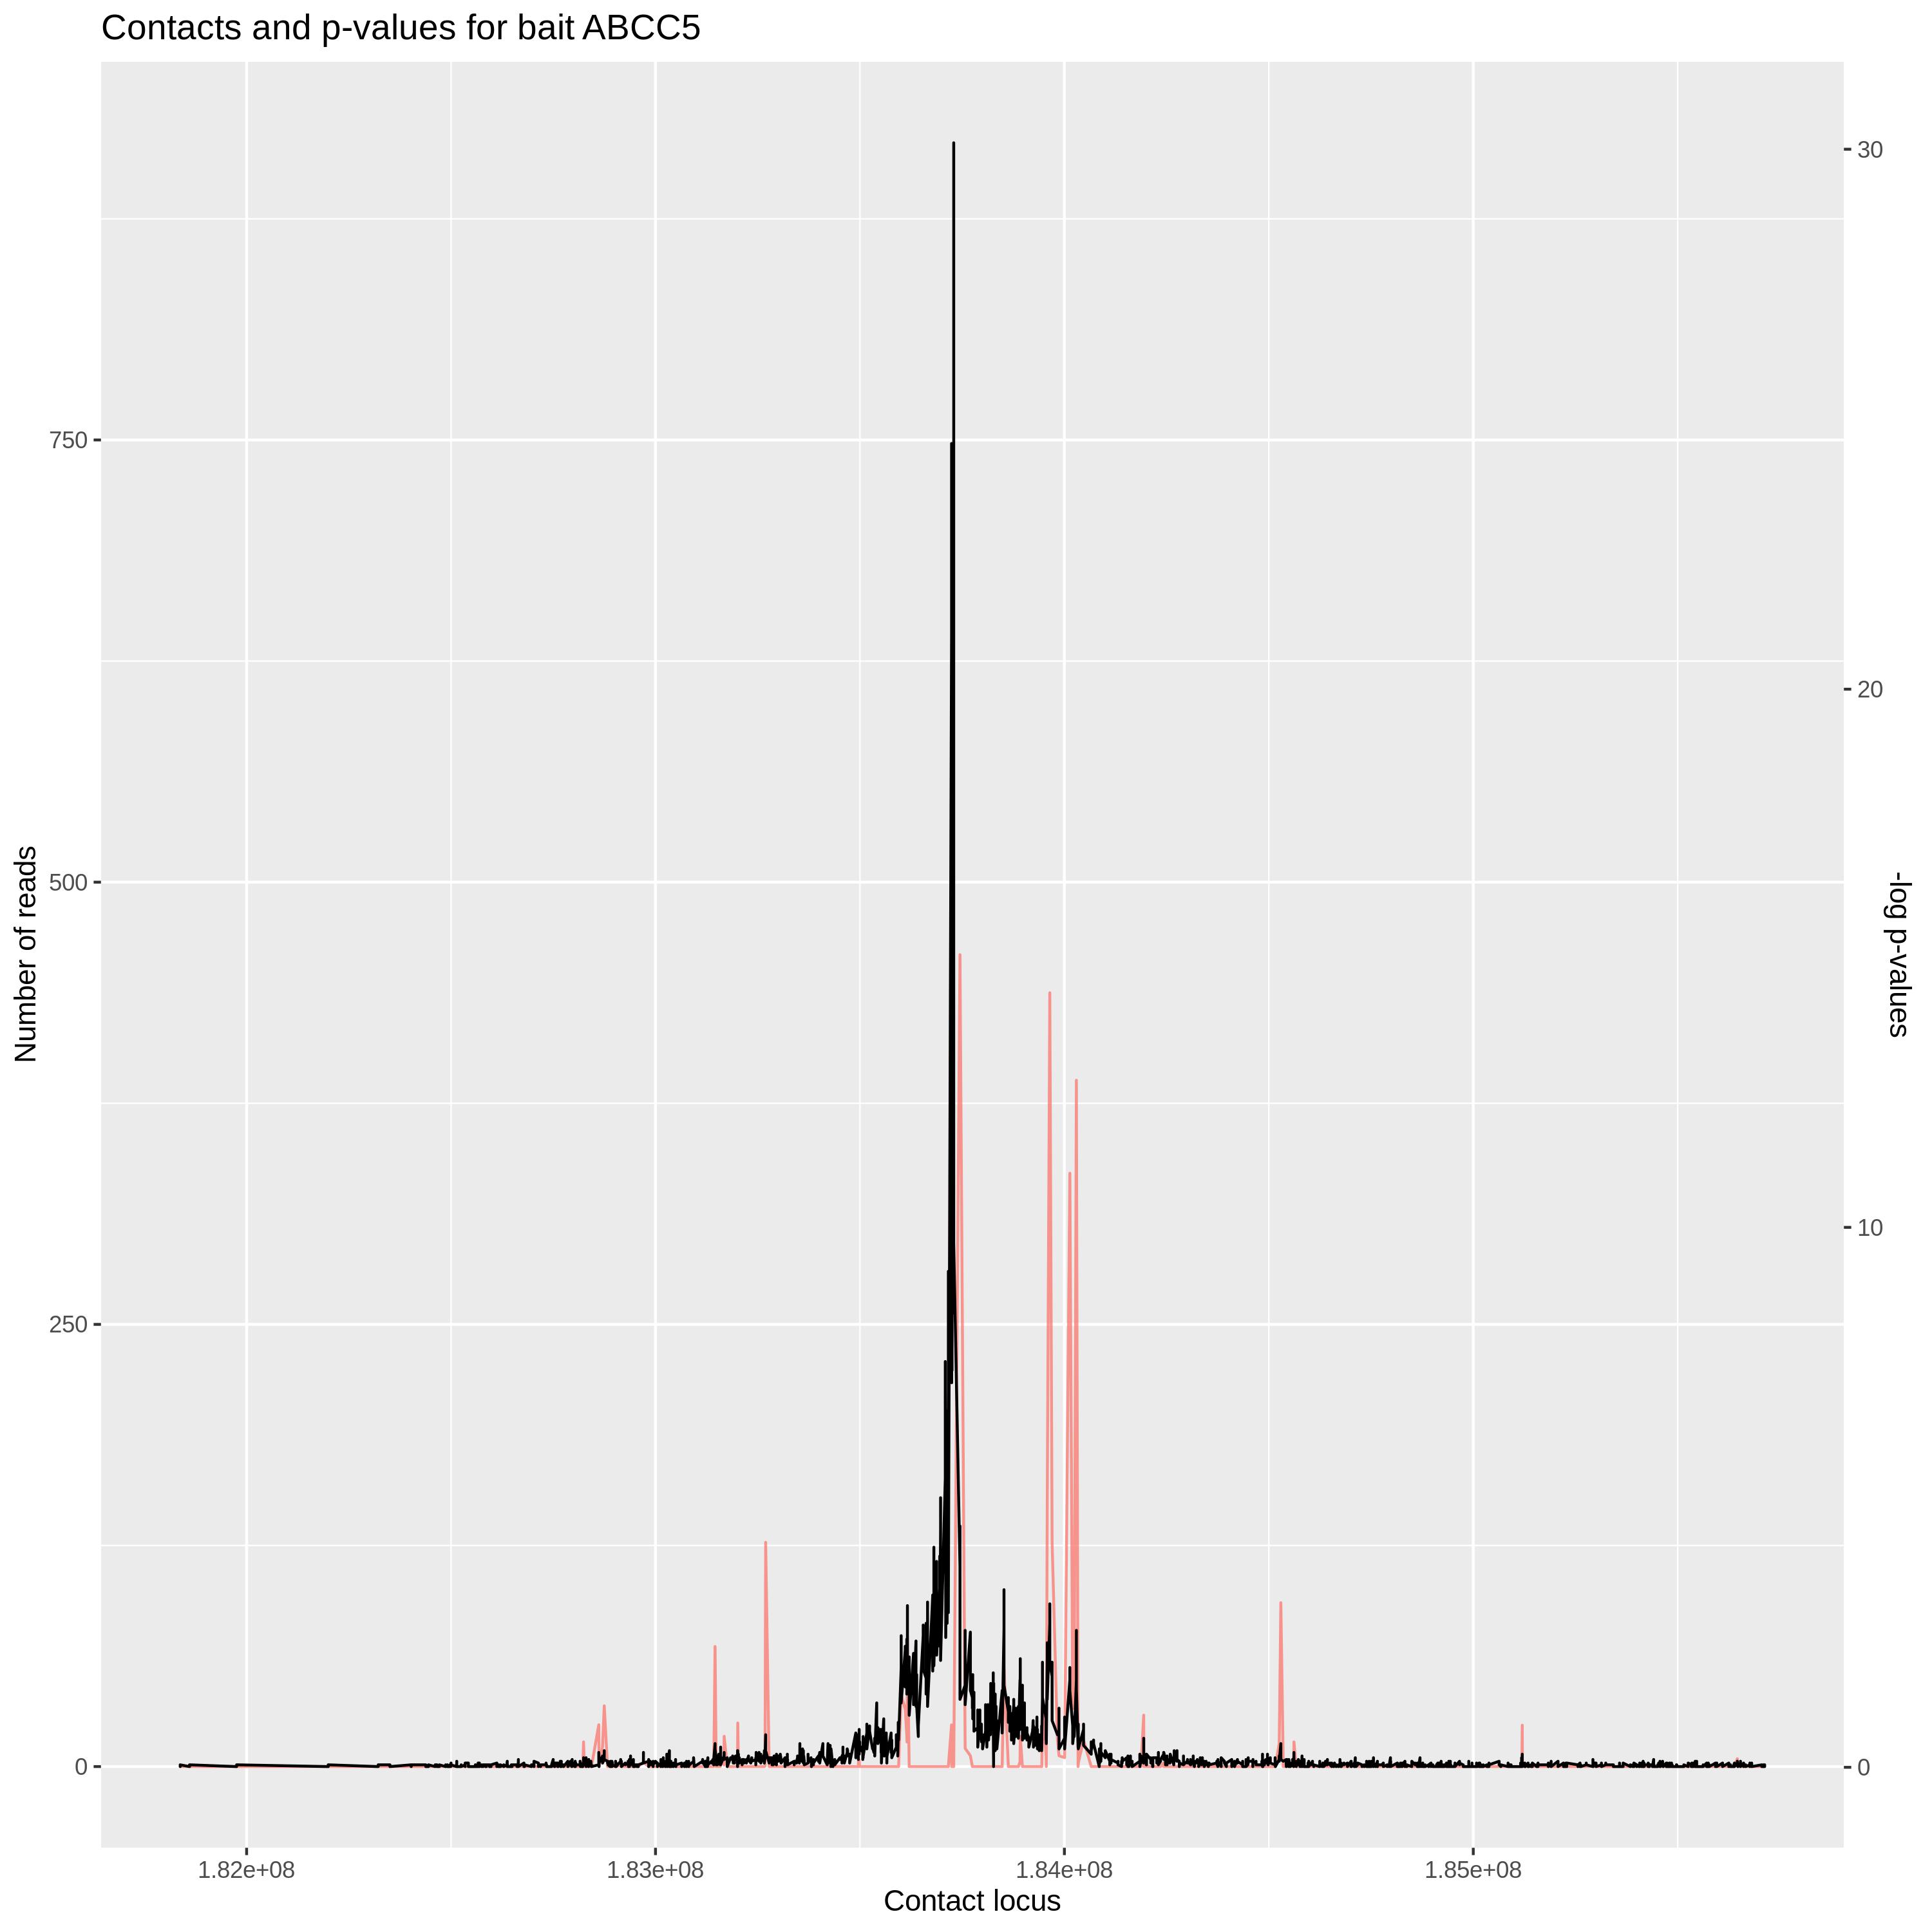 Contacts and p-values for bait ABCC5
Number of reads
750
500
250
0
30
20
10
0
-log p-values
1.82e+08 1.83e+08 1.84e+08 1.85e+08
Contact locus